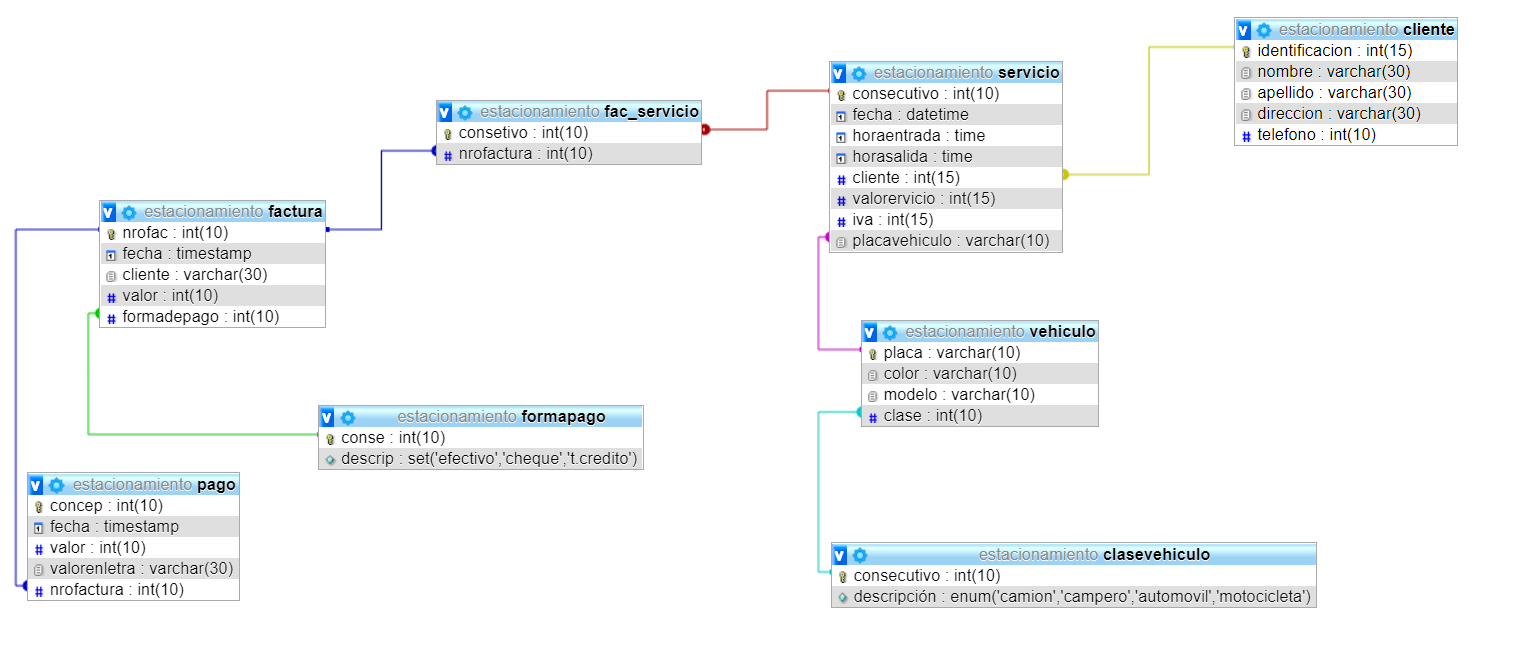 estacionamiento cliente
identificacion : int(15)
nombre : varchar(30)
apellido : varchar(30)
direccion : varchar(30)
telefono : int(10)
estacionamiento servicio
consecutivo : int(10)
fecha : datetime
horaentrada : time
horasalida : time
cliente : int(15)
valorervicio : int(15)
iva : int(15)
placavehiculo : varchar(10)
estacionamiento fac_servicio
consetivo : int(10)
nrofactura : int(10)
estacionamiento factura
nrofac : int(10)
fecha : timestamp
cliente : varchar(30)
valor : int(10)
formadepago : int(10)
estacionamiento vehiculo
placa : varchar(10)
color : varchar(10)
modelo : varchar(10)
clase : int(10)
estacionamiento formapago
conse : int(10)
descrip : set('efectivo','cheque','t.credito')
estacionamiento pago
concep : int(10)
fecha : timestamp
valor : int(10)
valorenletra : varchar(30)
nrofactura : int(10)
estacionamiento clasevehiculo
consecutivo : int(10)
descripción : enum('camion','campero','automovil','motocicleta')